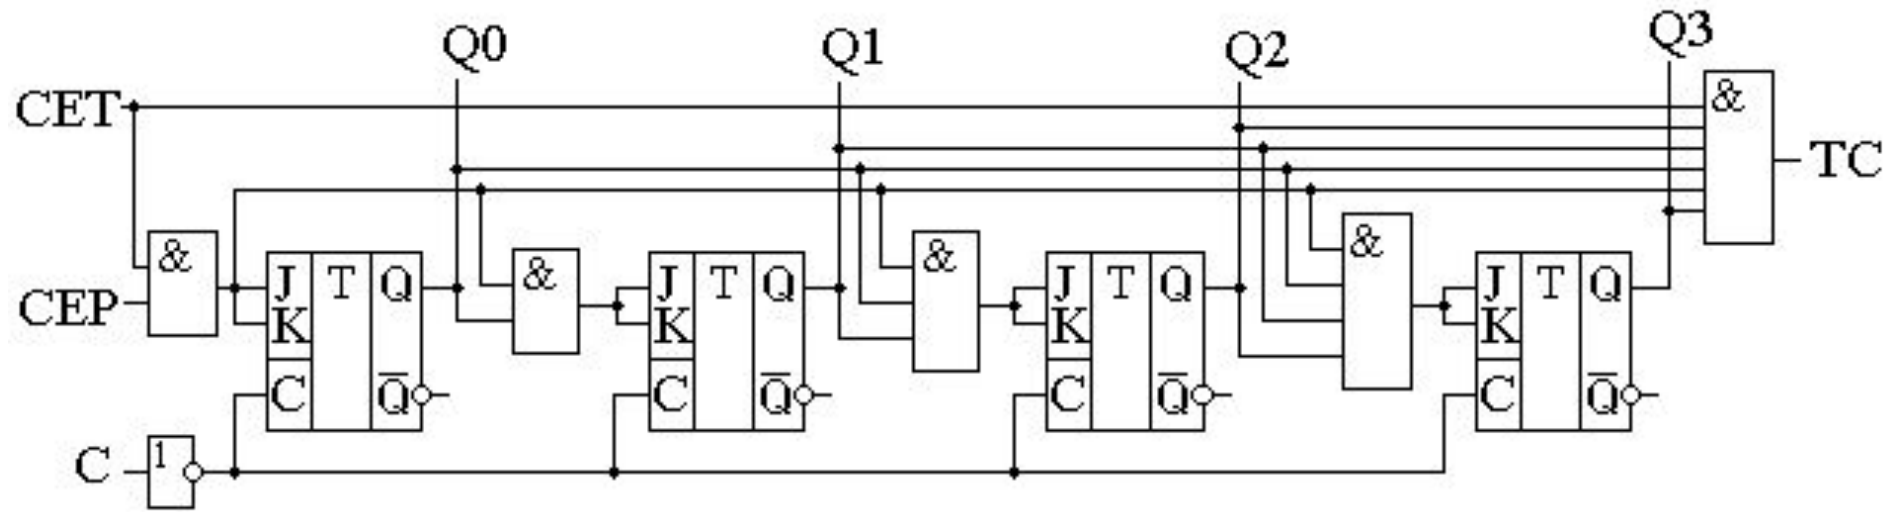 Q0 Q1 Q2 Q3
CET
&
TC
& & & &
J T Q J T Q J T Q J T Q
CEP
K K K K
C Q̅ C Q̅ C Q̅ C Q̅
C 1